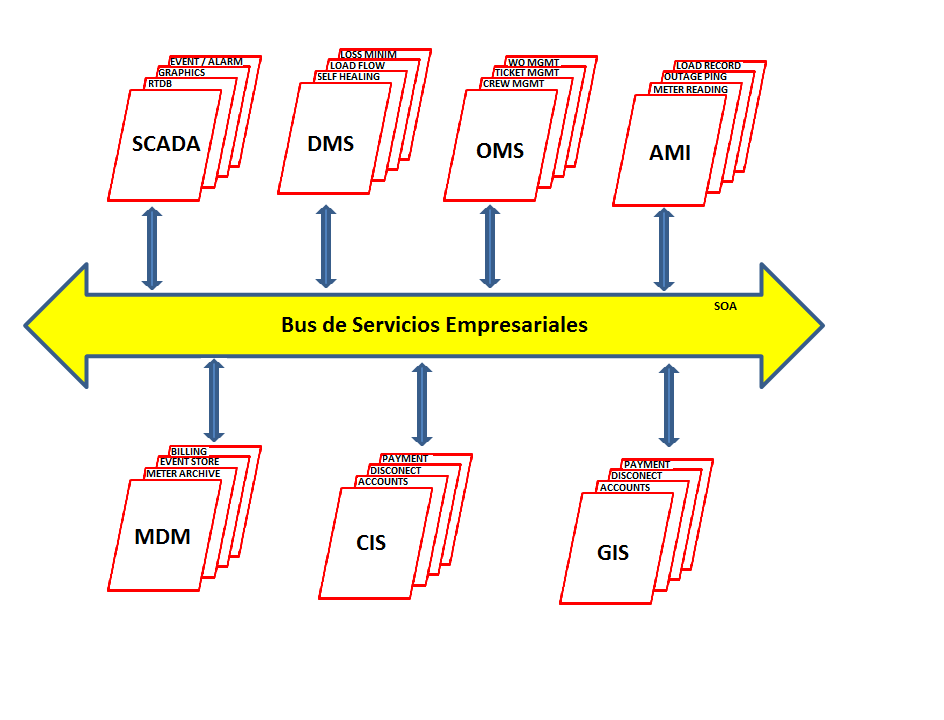 EVENT / ALARM
GRAPHICS
RTDB
SCADA
LOSS MINIM
LOAD FLOW
SELF HEALING
DMS
WO MGMT
TICKET MGMT
CREW MGMT
OMS
LOAD RECORD
OUTAGE PING
METER READING
AMI
SOA
Bus de Servicios Empresariales
BILLING
EVENT STORE
METER ARCHIVE
MDM
PAYMENT
DISCONECT
ACCOUNTS
CIS
PAYMENT
DISCONECT
ACCOUNTS
GIS